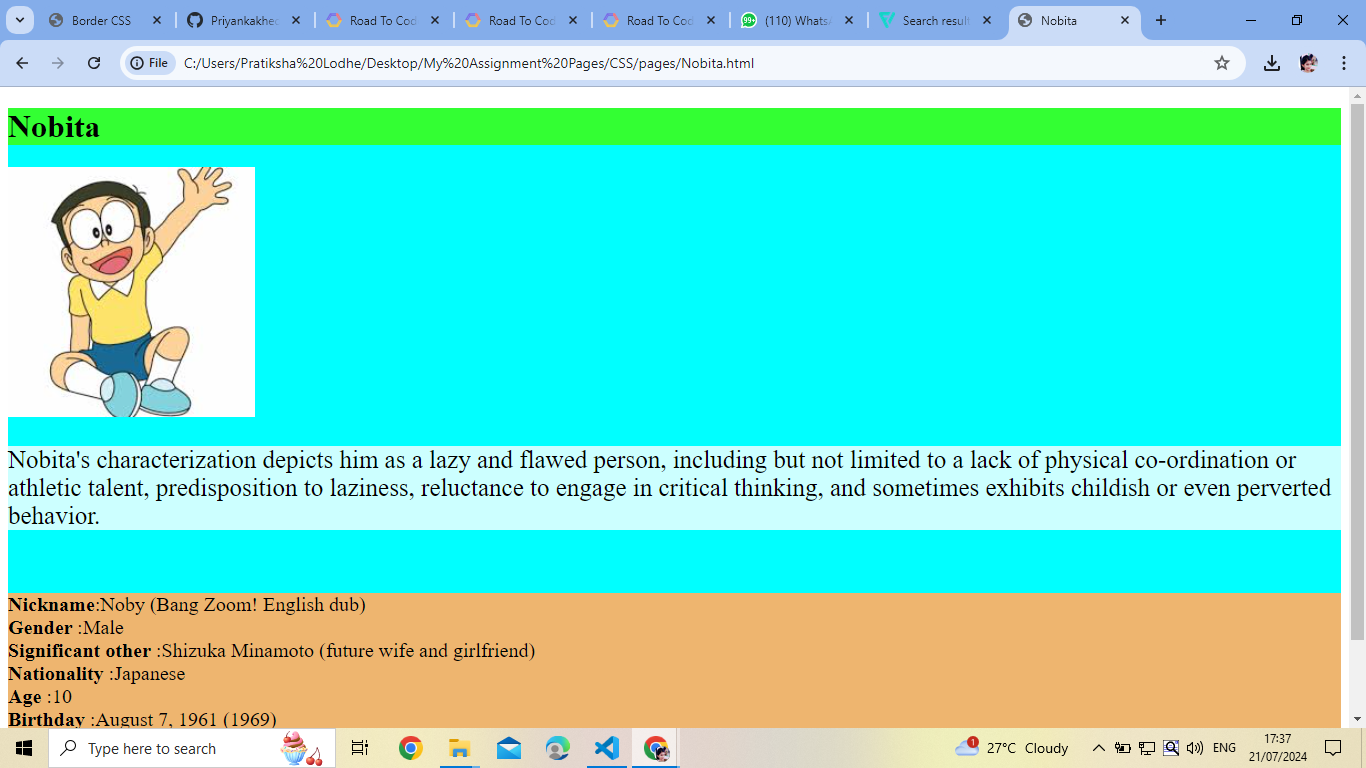 Border CSS
Priyankakhec
Road To Cod
Road To Cod
Road To Cod
99+
(110) Whats
Search result
Nobita
File
C:/Users/Pratiksha%20Lodhe/Desktop/My%20Assignment%20Pages/CSS/pages/Nobita.html
Nobita
Nobita's characterization depicts him as a lazy and flawed person, including but not limited to a lack of physical co-ordination or
athletic talent, predisposition to laziness, reluctance to engage in critical thinking, and sometimes exhibits childish or even perverted
behavior.
Nickname:Noby (Bang Zoom! English dub)
Gender :Male
Significant other :Shizuka Minamoto (future wife and girlfriend)
Nationality :Japanese
Age :10
Birthday :August 7, 1961 (1969)
Type here to search
1
27°C Cloudy
ENG
17:37
21/07/2024